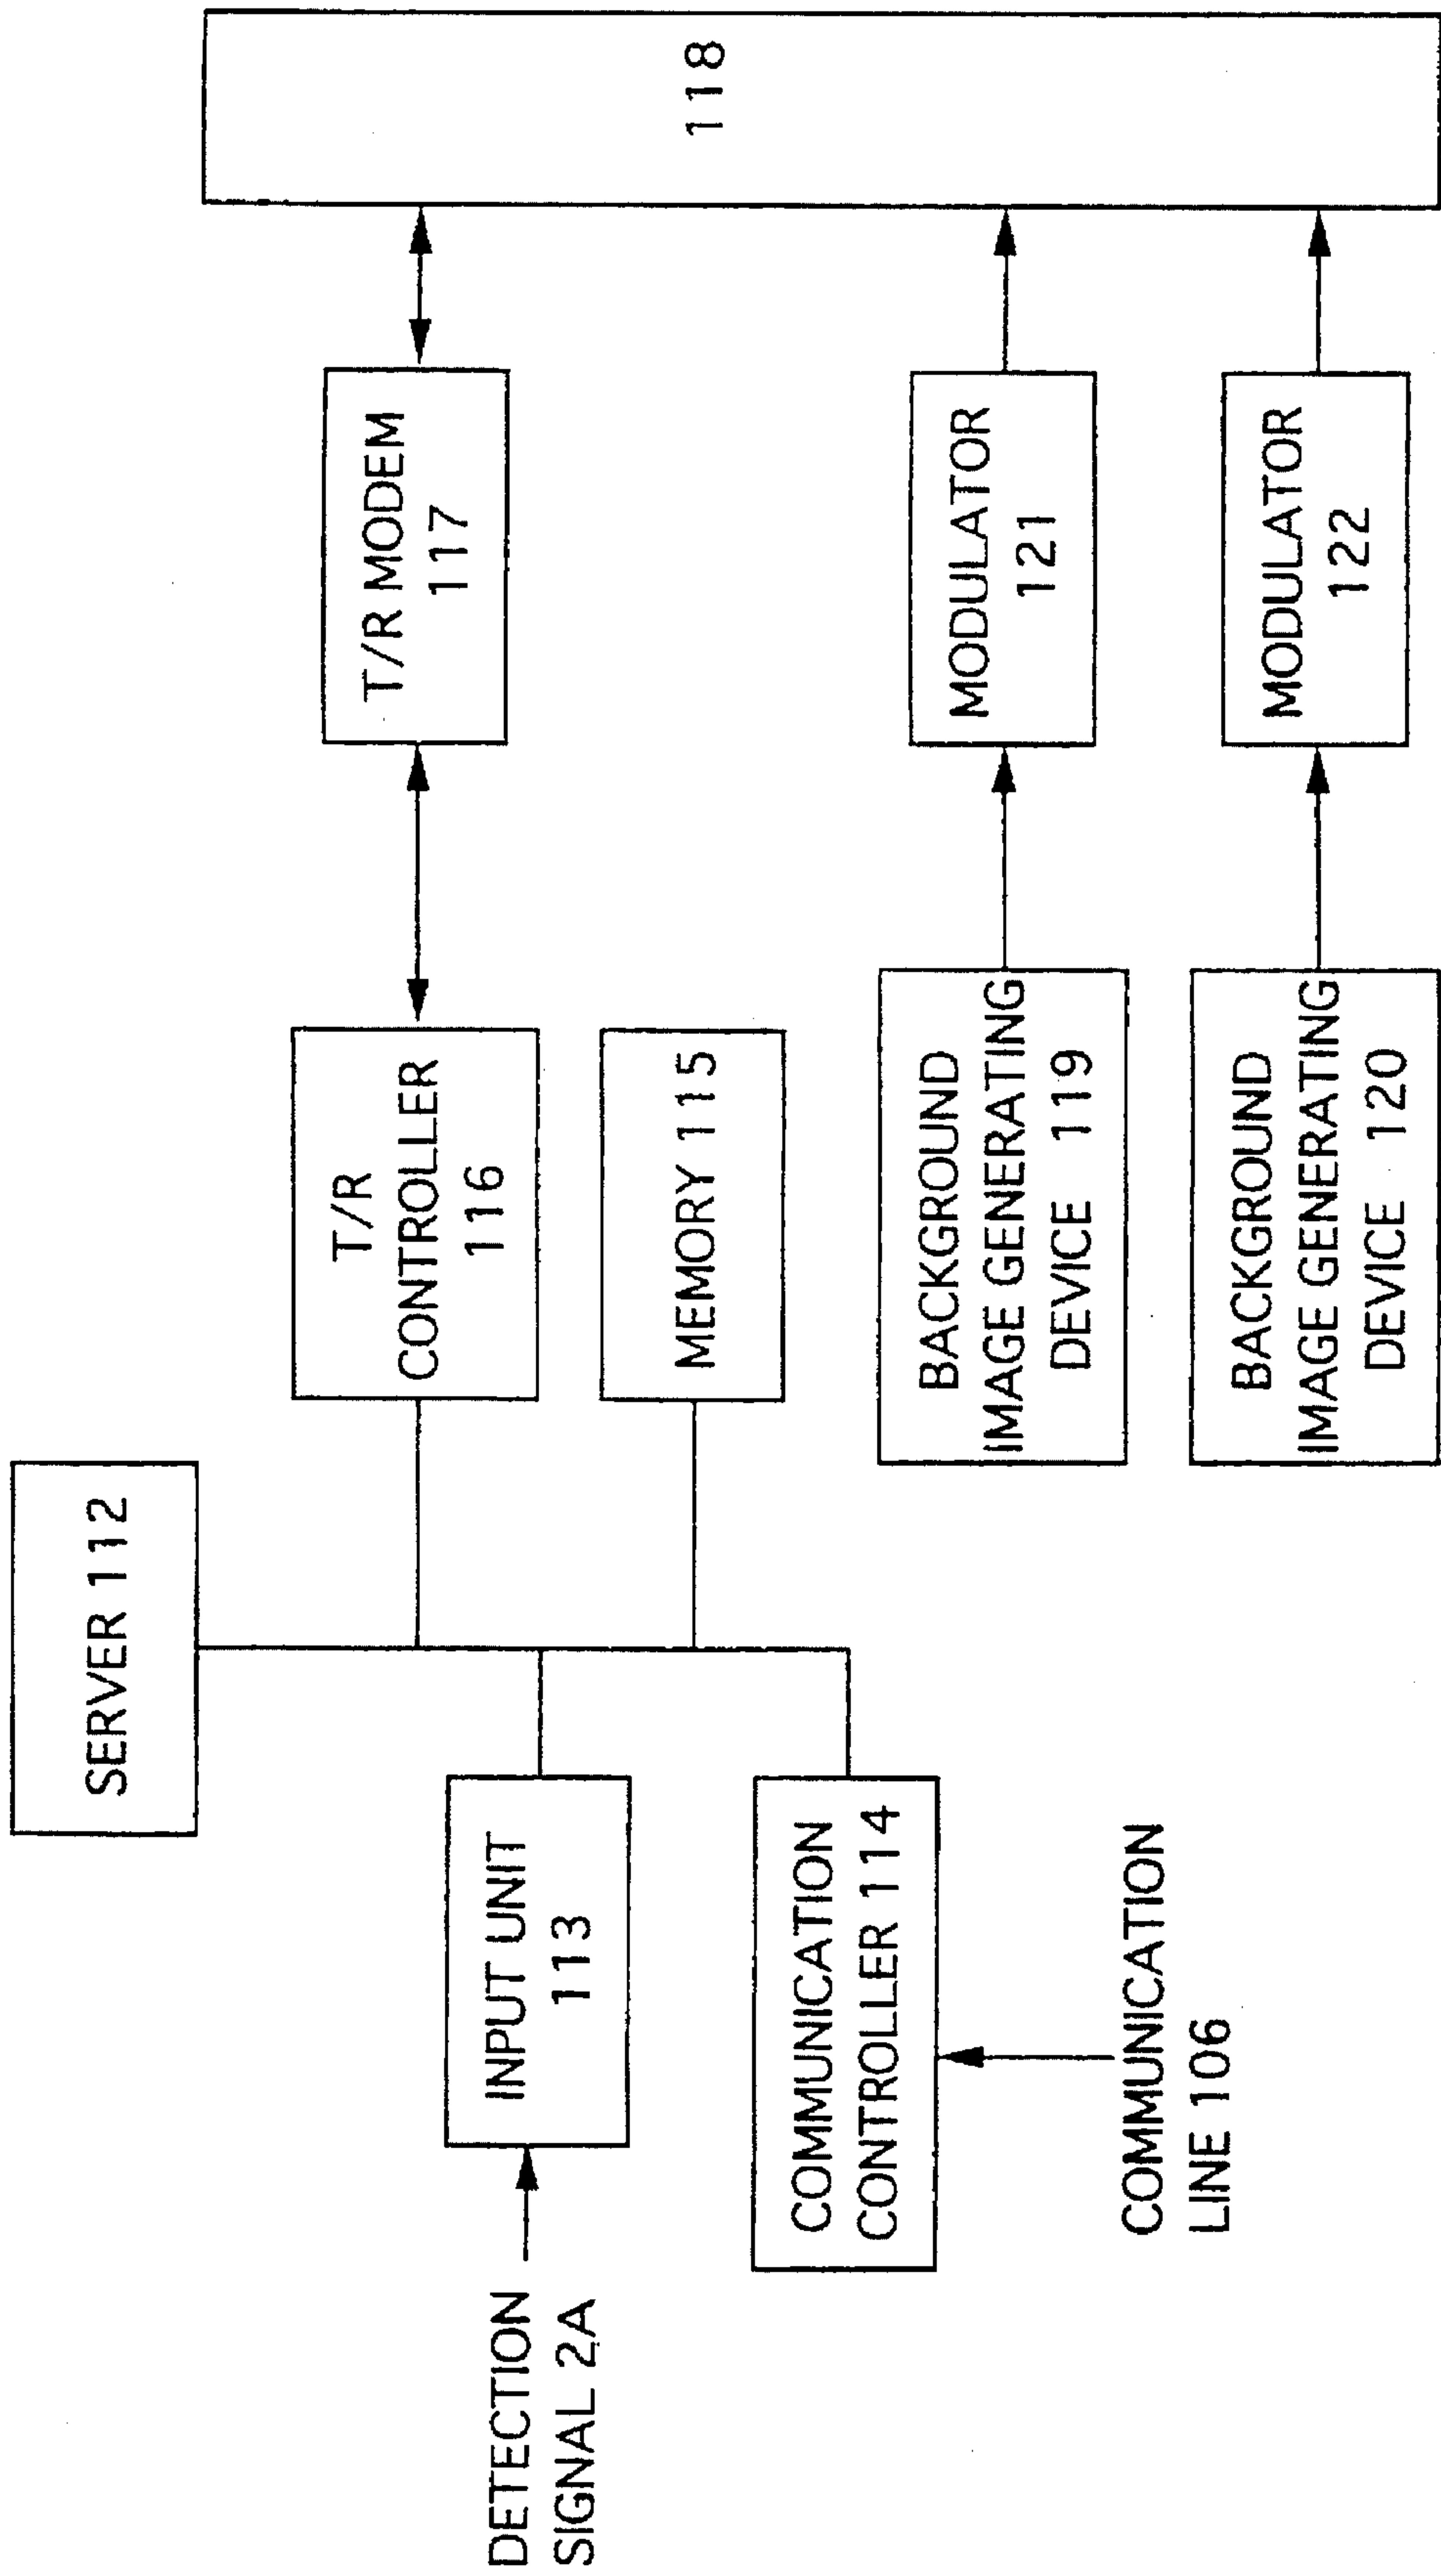 SERVER 112
DETECTION
SIGNAL 2A
INPUT UNIT
113
COMMUNICATION
CONTROLLER 114
COMMUNICATION
LINE 106
T/R
CONTROLLER
116
MEMORY 115
T/R MODEM
117
BACKGROUND
IMAGE GENERATING
DEVICE 119
MODULATOR
121
BACKGROUND
IMAGE GENERATING
DEVICE 120
MODULATOR
122
118